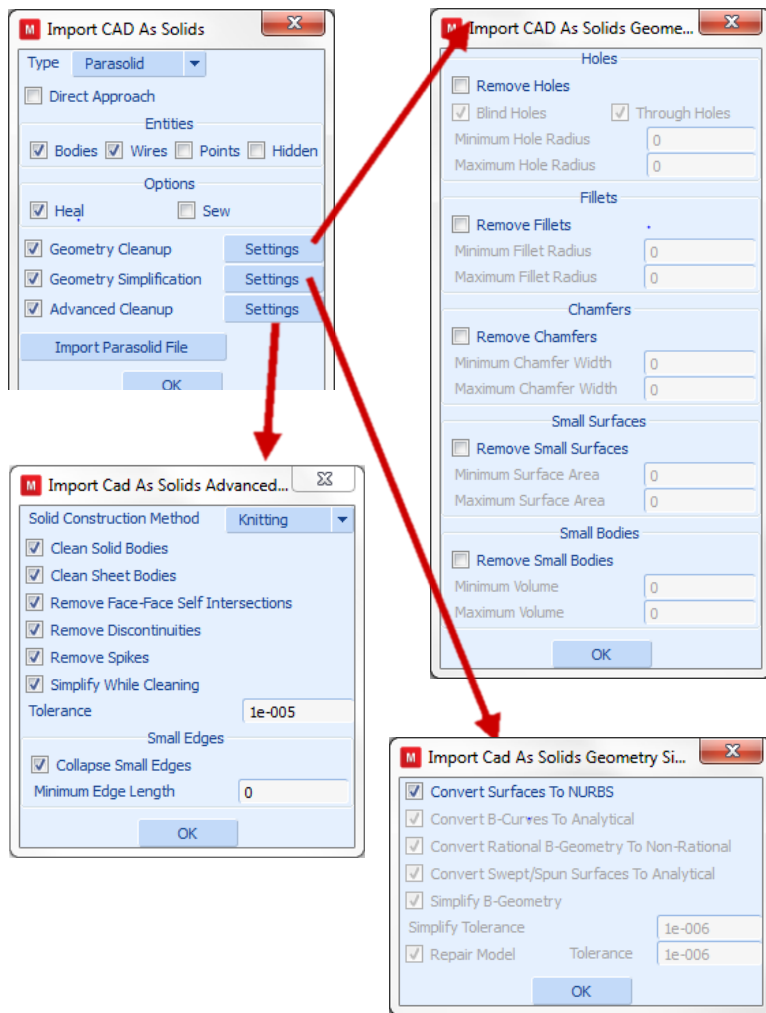 M Import CAD As Solids X
Type Parasolid
Direct Approach
Entities
Bodies Wires Points Hidden
Options
Heal Sew
Geometry Cleanup Settings
Geometry Simplification Settings
Advanced Cleanup Settings
Import Parasolid File
OK
M Import CAD As Solids Geome... X
Holes
Remove Holes
Blind Holes Through Holes
Minimum Hole Radius 0
Maximum Hole Radius 0
Fillets
Remove Fillets
Minimum Fillet Radius 0
Maximum Fillet Radius 0
Chamfers
Remove Chamfers
Minimum Chamfer Width 0
Maximum Chamfer Width 0
Small Surfaces
Remove Small Surfaces
Minimum Surface Area 0
Maximum Surface Area 0
Small Bodies
Remove Small Bodies
Minimum Volume 0
Maximum Volume 0
OK
M Import Cad As Solids Advanced... X
Solid Construction Method Knitting
Clean Solid Bodies
Clean Sheet Bodies
Remove Face-Face Self Intersections
Remove Discontinuities
Remove Spikes
Simplify While Cleaning
Tolerance 1e-005
Small Edges
Collapse Small Edges
Minimum Edge Length 0
OK
M Import Cad As Solids Geometry Si... X
Convert Surfaces To NURBS
Convert B-Curves To Analytical
Convert Rational B-Geometry To Non-Rational
Convert Swept/Spun Surfaces To Analytical
Simplify B-Geometry
Simplify Tolerance 1e-006
Repair Model Tolerance 1e-006
OK